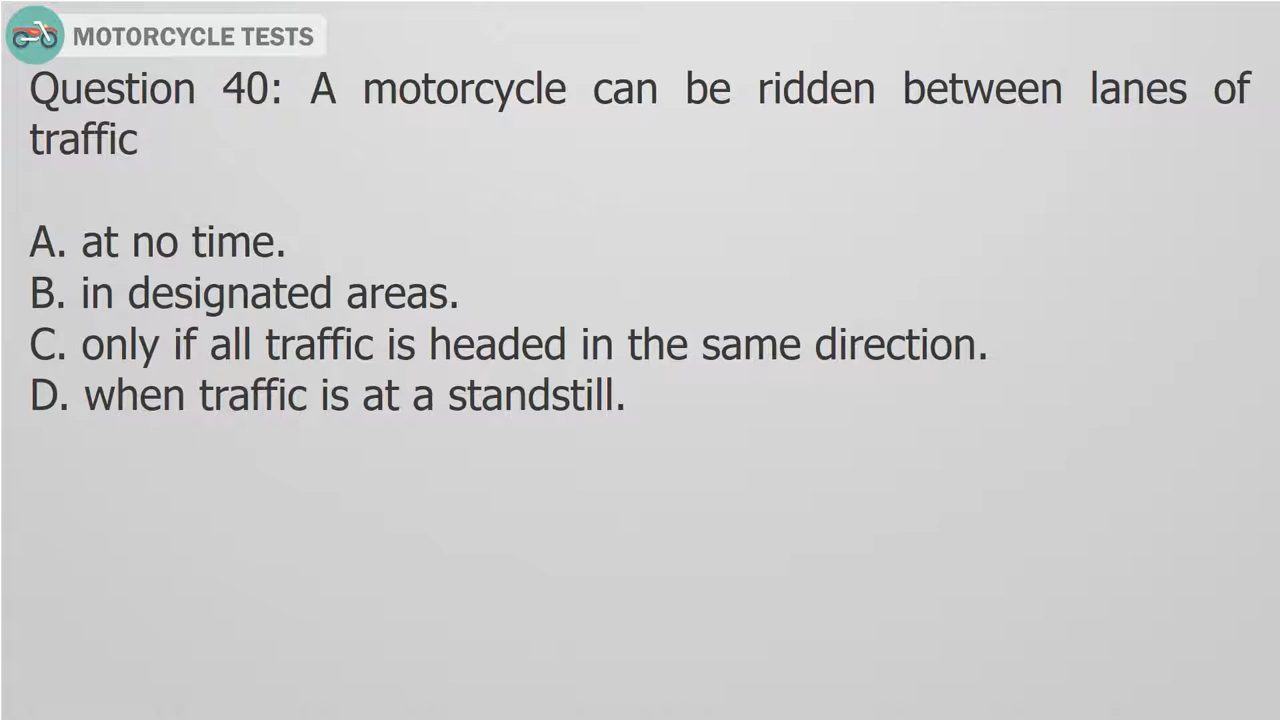 MOTORCYCLE TESTS
Question 40: A motorcycle can be ridden between lanes of
traffic
A. at no time.
B. in designated areas.
C. only if all traffic is headed in the same direction.
D. when traffic is at a standstill.